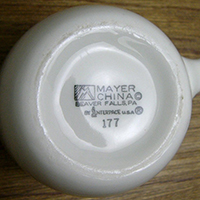 MAYER
CHINA ©
BEAVER FALLS, PA
BY INTERPACE U.S.A.
177